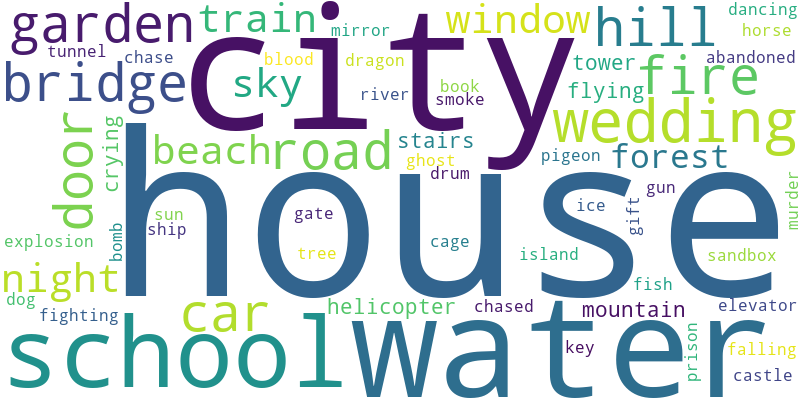 garden
city
train
mirror
window
hill
dancing
horse
tunnel
chase
blood
dragon
tower
abandoned
bridge
sky
river
book
smoke
flying
fire
wedding
door
crying
beach
road
stairs
ghost
drum
pigeon
forest
house
sun
ship
gate
ice
gift
gun
murder
explosion
bomb
tree
cage
island
sandbox
night
dog
fighting
car
helicopter
chased
fish
mountain
elevator
school
water
key
prison
falling
castle